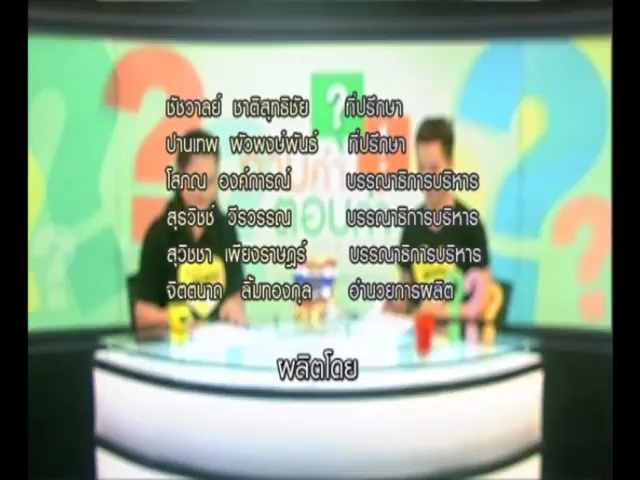 ชัชวาลย์ ชาติสุทธิชัย ที่ปรึกษา
ปานเทพ พัวพงษ์พันธ์ ที่ปรึกษา
โสภณ องค์การณ์ บรรณาธิการบริหาร
สุรวิชช์ วีรวรรณ บรรณาธิการบริหาร
สุวิชชา เพียราษฎร์ บรรณาธิการบริหาร
จิตตนาถ ลิ้มทองกุล อำนวยการผลิต
ผลิตโดย